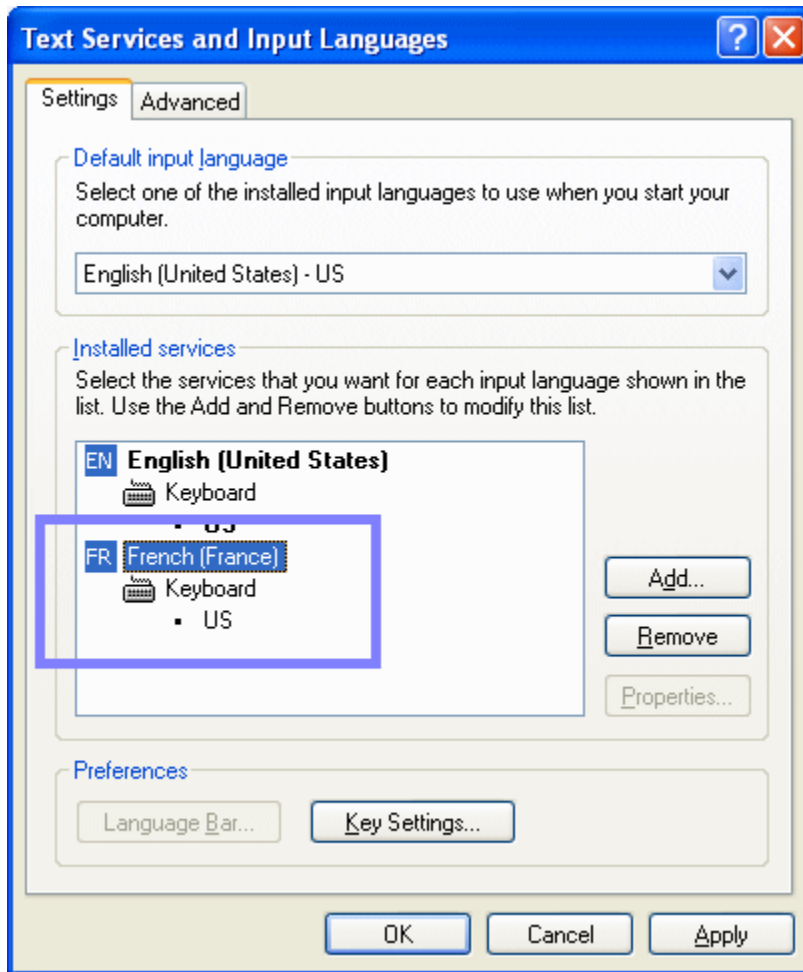 Text Services and Input Languages
?
Settings
Advanced
Default input language
Select one of the installed input languages to use when you start your
computer.
English (United States) - US
Installed services
Select the services that you want for each input language shown in the
list. Use the Add and Remove buttons to modify this list.
EN English (United States)
Keyboard
US
FR French (France)
Keyboard
US
Add...
Remove
Properties...
Preferences
Language Bar...
Key Settings...
OK
Cancel
Apply